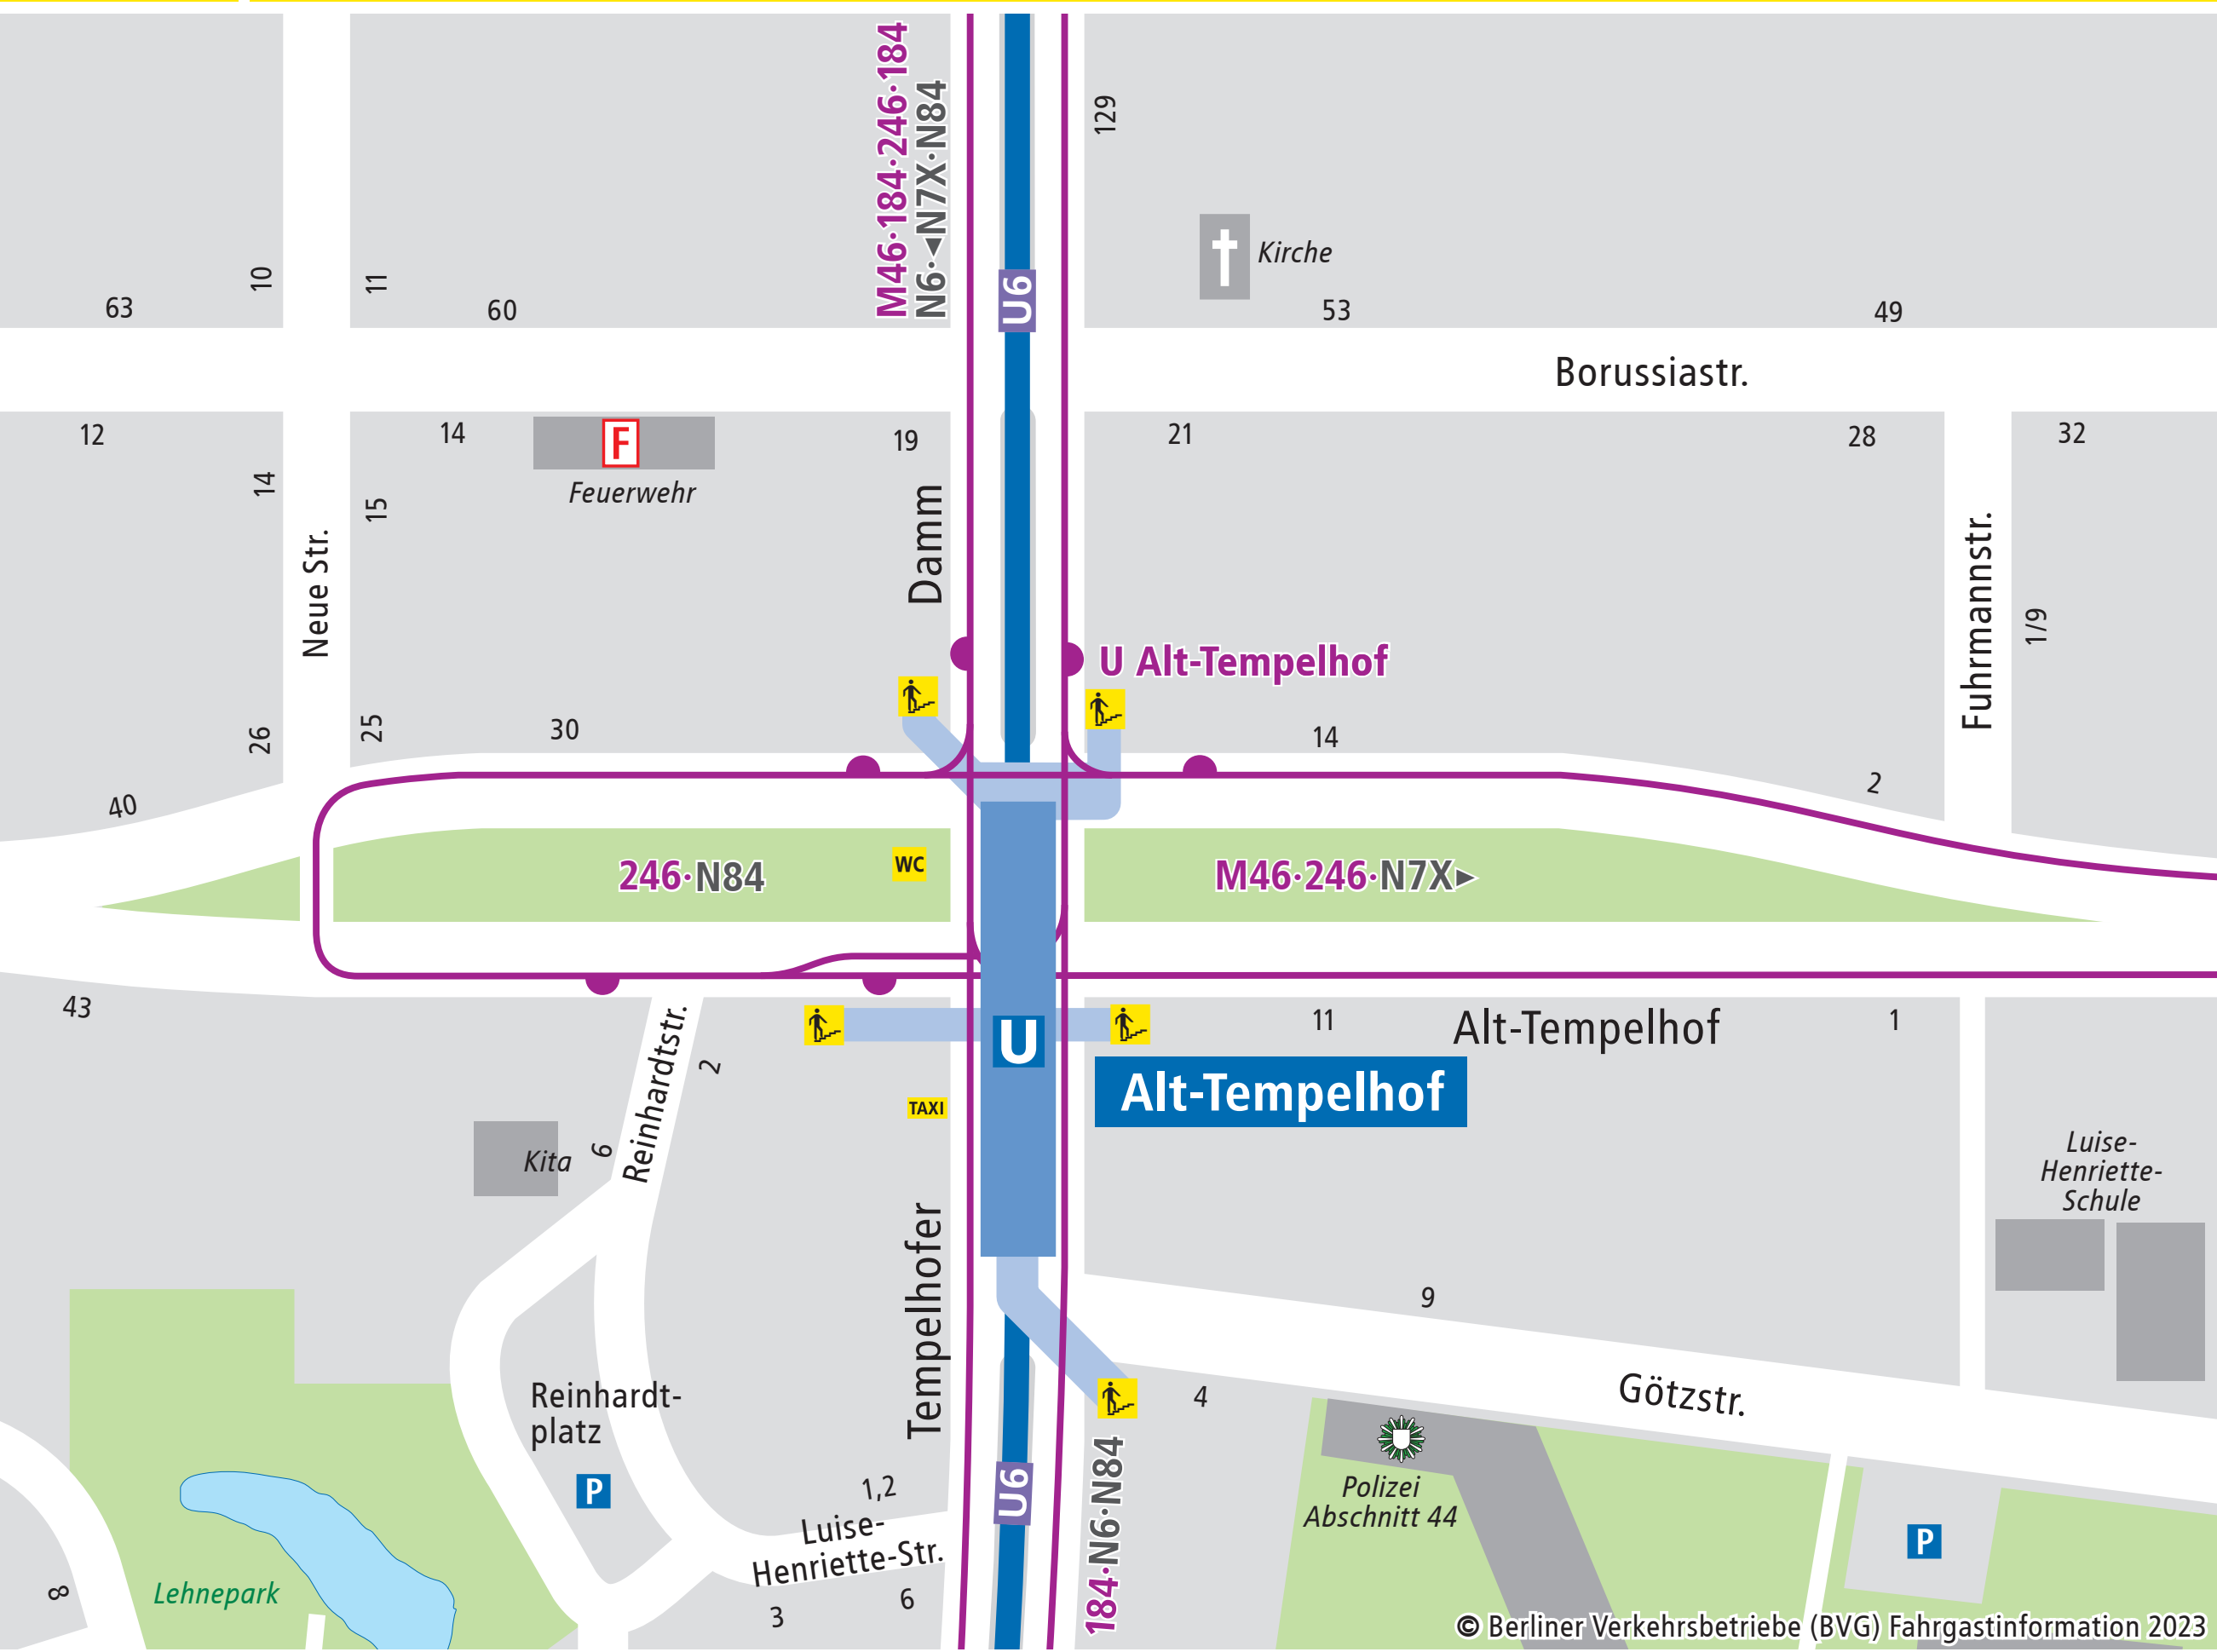 M46·184·246·184
N6·◀N7X·N84
129
U6
Kirche
10
11
63
60
53
49
Borussiastr.
12
14
F
19
21
28
32
Feuerwehr
14
15
Neue Str.
Damm
Fuhrmannstr.
1/9
U Alt-Tempelhof
26
25
30
14
2
40
246·N84
WC
M46·246·N7X▶
43
Reinhardtstr.
2
U
11
Alt-Tempelhof
1
Alt-Tempelhof
TAXI
Kita
6
Luise-
Henriette-
Schule
Tempelhofer
9
Götzstr.
4
Reinhardt-
platz
P
U6
184·N6·N84
Polizei
Abschnitt 44
1,2
Luise-
Henriette-Str.
P
Lehnepark
8
3
6
© Berliner Verkehrsbetriebe (BVG) Fahrgastinformation 2023